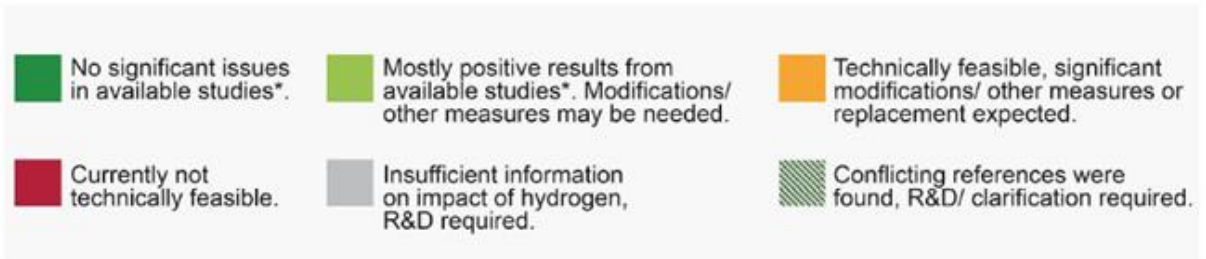 No significant issues
in available studies*.
Mostly positive results from
available studies*. Modifications/
other measures may be needed.
Technically feasible, significant
modifications/ other measures or
replacement expected.
Currently not
technically feasible.
Insufficient information
on impact of hydrogen,
R&D required.
Conflicting references were
found, R&D/ clarification required.